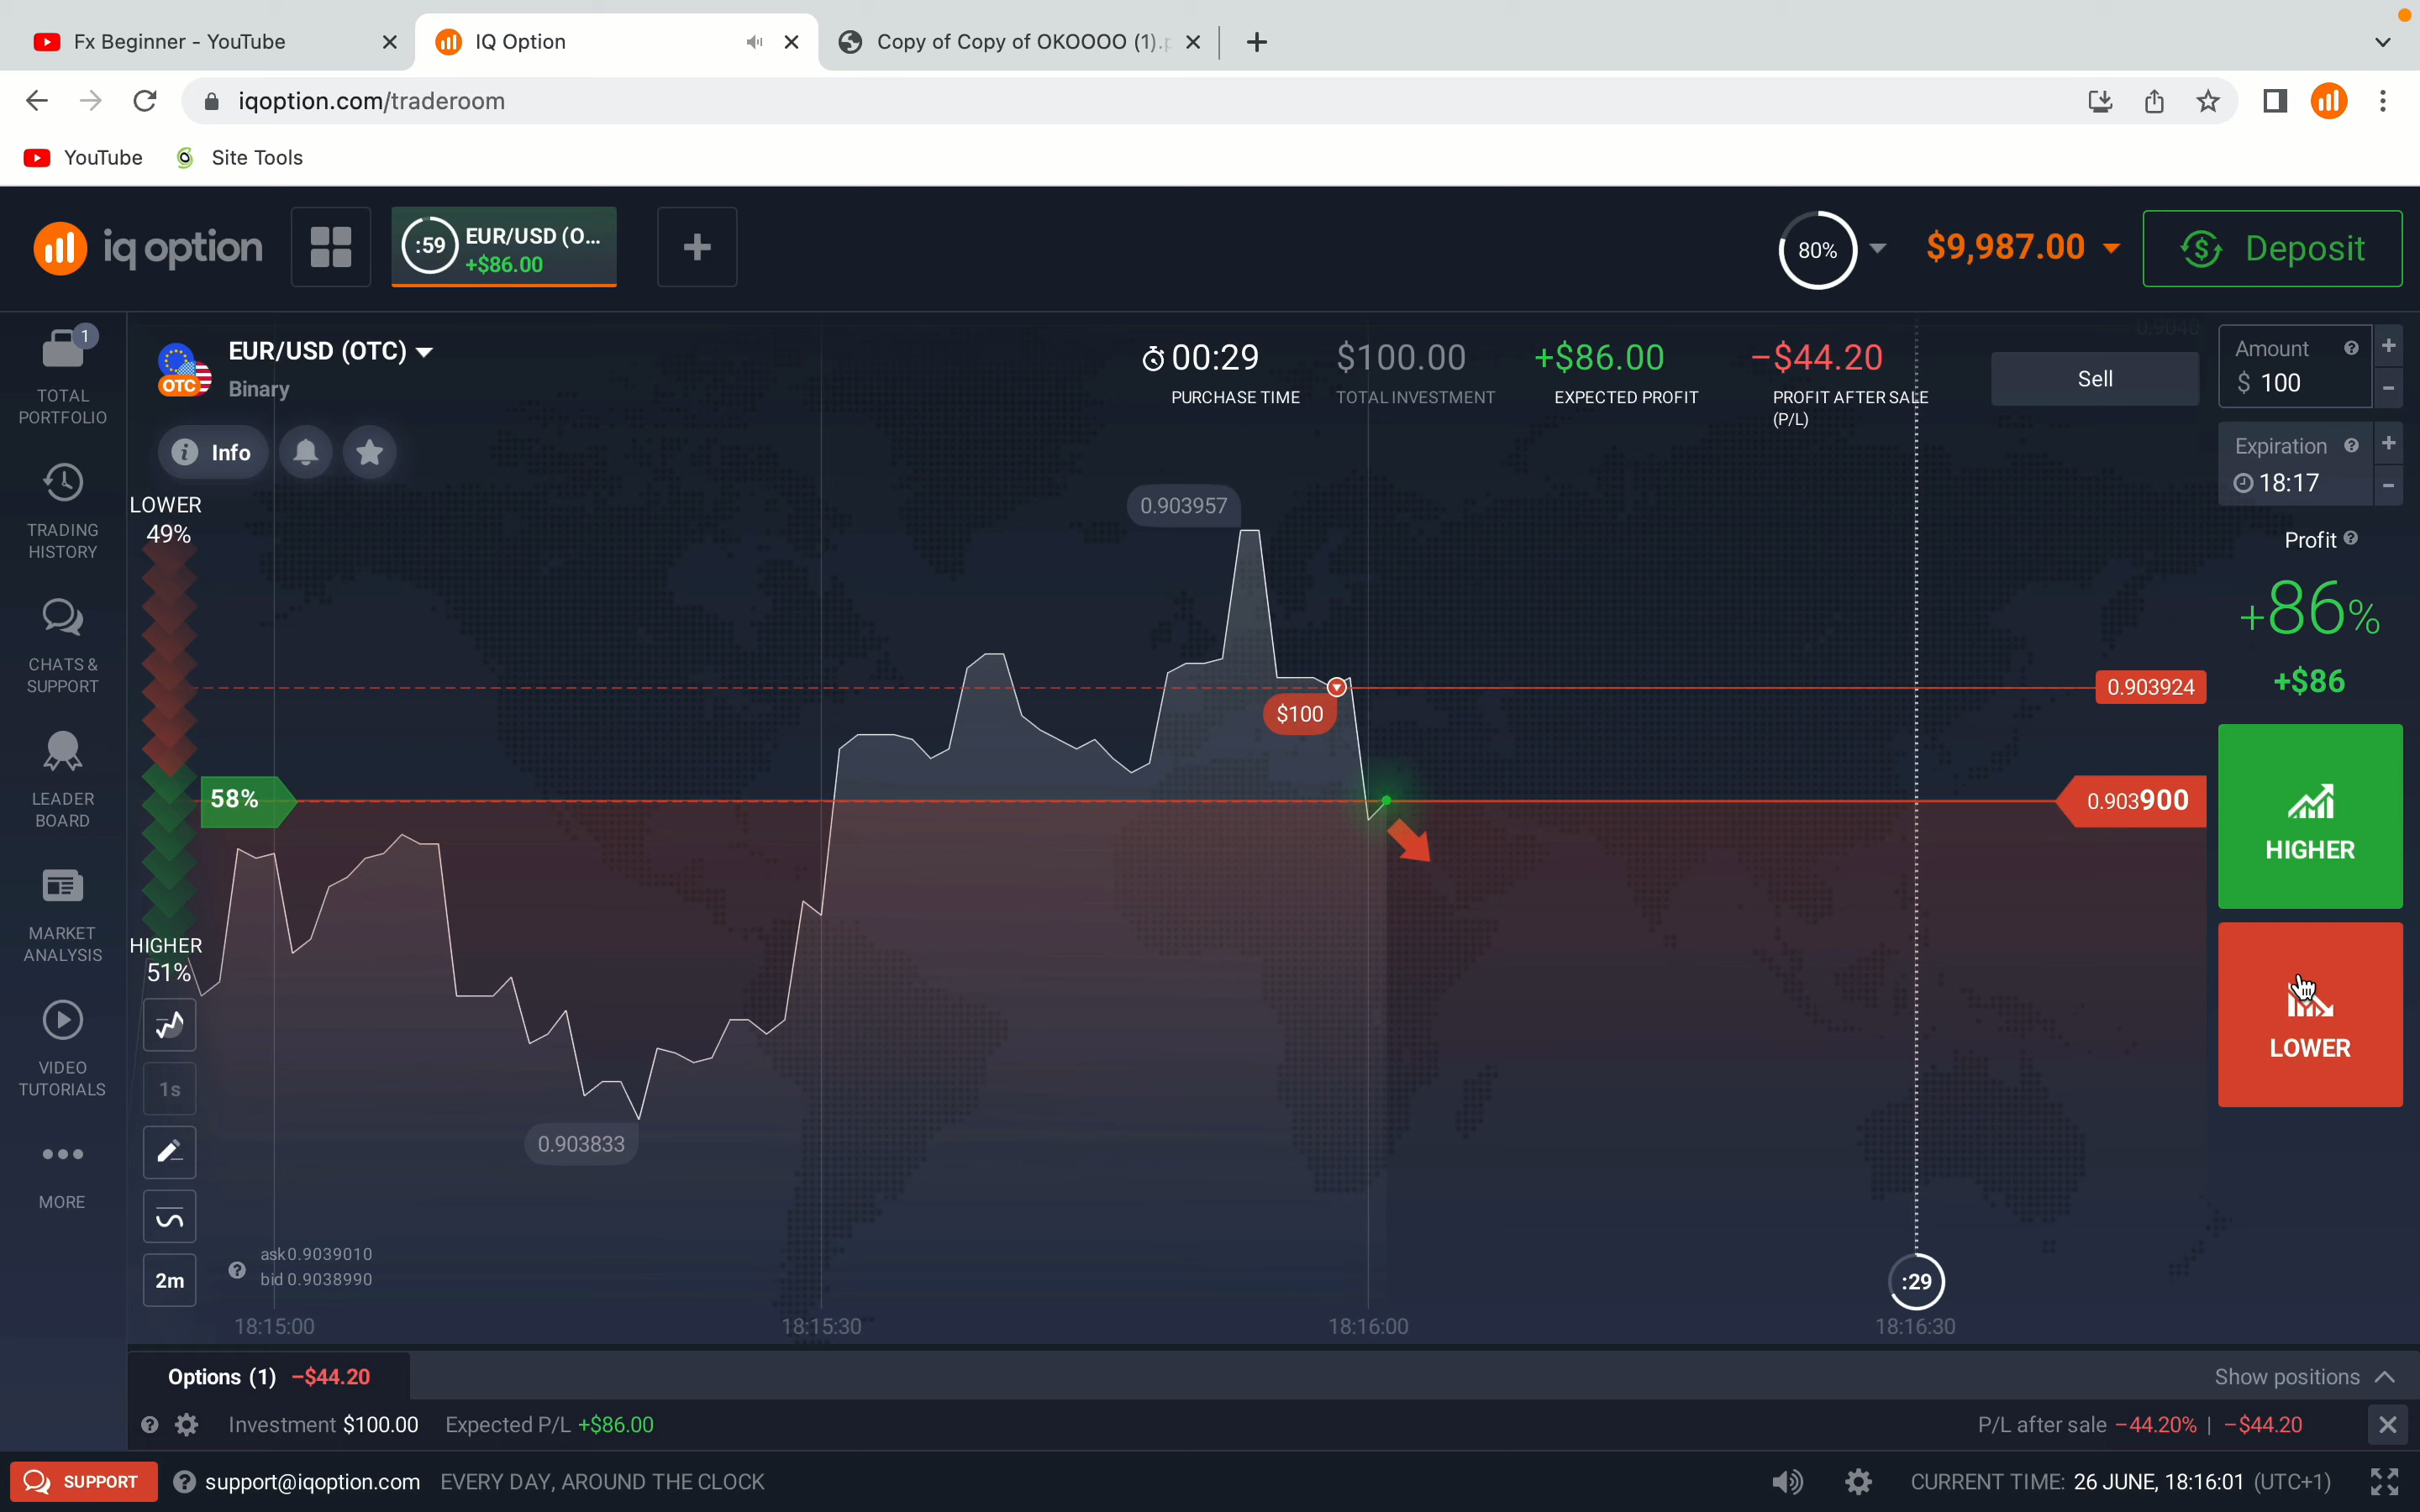 Fx Beginner - YouTube
IQ Option
Copy of Copy of OKOOOO (1).p
iqoption.com/traderoom
YouTube
Site Tools
iq option
:59
EUR/USD (O...
+$86.00
80%
$9,987.00
Deposit
1
TOTAL
PORTFOLIO
TRADING
HISTORY
CHATS &
SUPPORT
LEADER
BOARD
MARKET
ANALYSIS
VIDEO
TUTORIALS
MORE
OTC
EUR/USD (OTC)
Binary
Info
00:29
PURCHASE TIME
$100.00
TOTAL INVESTMENT
+$86.00
EXPECTED PROFIT
-$44.20
PROFIT AFTER SALE
(P/L)
Sell
0.9040
LOWER
49%
58%
HIGHER
51%
0.903957
$100
0.903924
0.903900
0.903833
1s
2m
ask 0.9039010
bid 0.9038990
:29
18:15:00
18:15:30
18:16:00
18:16:30
Amount
$ 100
Expiration
18:17
Profit
+86%
+$86
HIGHER
LOWER
Options (1) -$44.20
Show positions
Investment $100.00 Expected P/L +$86.00
P/L after sale -44.20% | -$44.20
SUPPORT
support@iqoption.com EVERY DAY, AROUND THE CLOCK
CURRENT TIME: 26 JUNE, 18:16:01 (UTC+1)